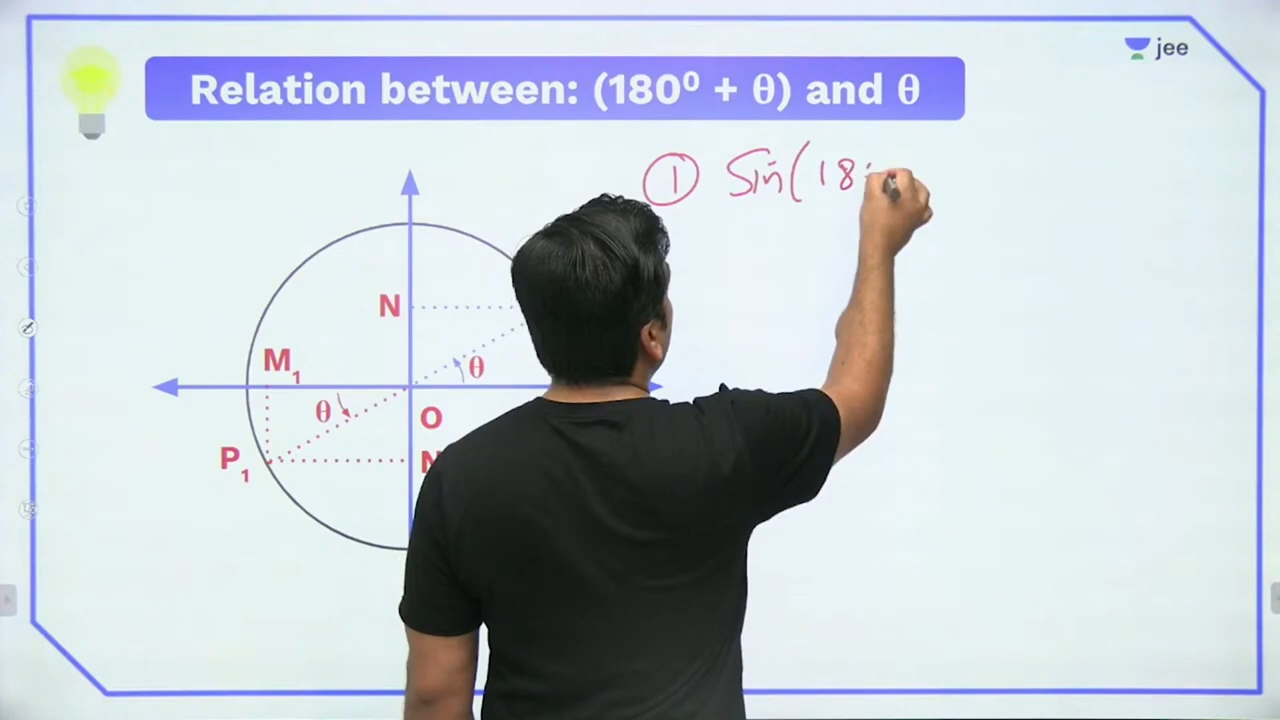 jee
Relation between: (180⁰ + θ) and θ
① Sin(18
N
θ
M₁
θ
O
P₁